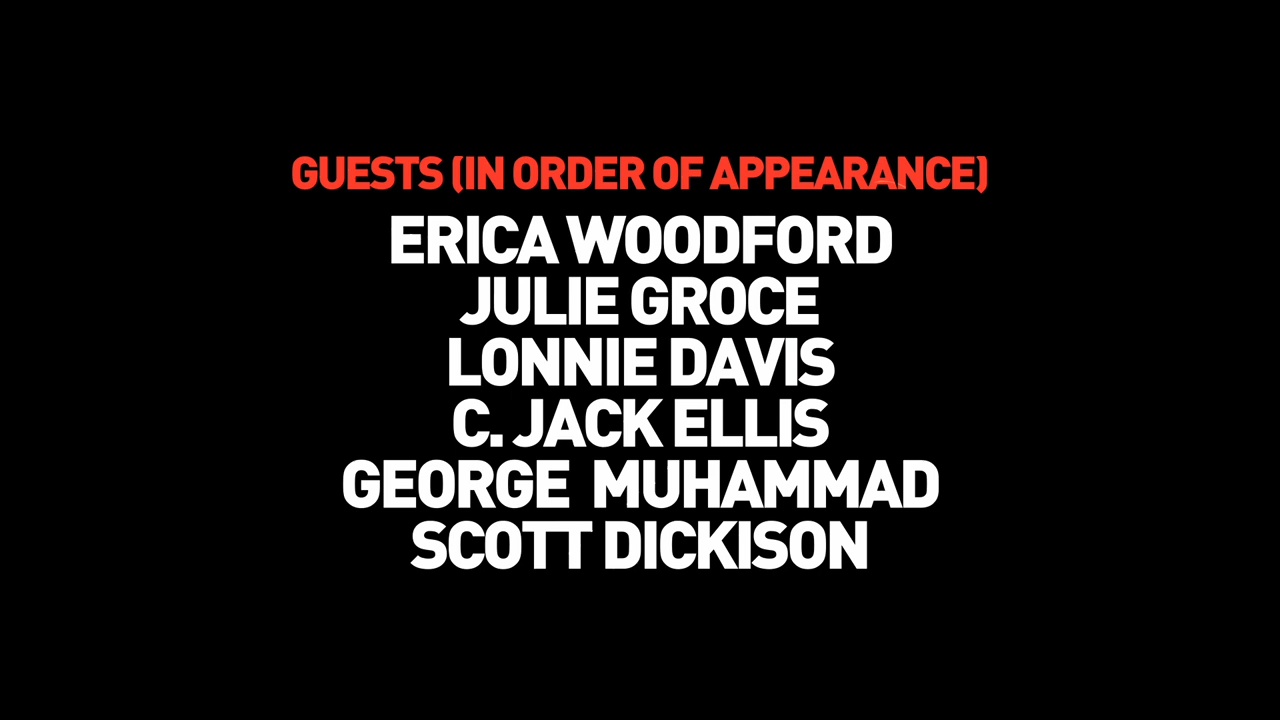 GUESTS (IN ORDER OF APPEARANCE)
ERICA WOODFORD
JULIE GROCE
LONNIE DAVIS
C. JACK ELLIS
GEORGE  MUHAMMAD
SCOTT DICKISON